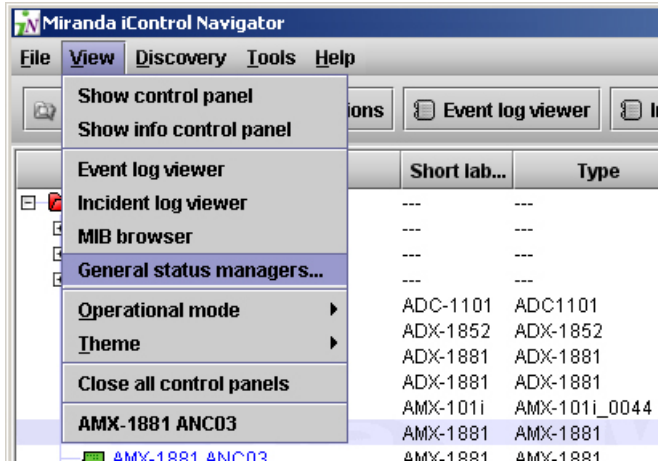 Miranda iControl Navigator
File View Discovery Tools Help
Show control panel
Show info control panel
Event log viewer
Incident log viewer
MIB browser
General status managers...
Operational mode
Theme
Close all control panels
AMX-1881 ANC03
ions Event log viewer
Short lab... Type
--- ---
--- ---
--- ---
--- ---
ADC-1101 ADC1101
ADX-1852 ADX-1852
ADX-1881 ADX-1881
ADX-1881 ADX-1881
AMX-101i AMX-101i_0044
AMX-1881 AMX-1881
AMX-1881 ANC03 AMX-1881 AMX-1881